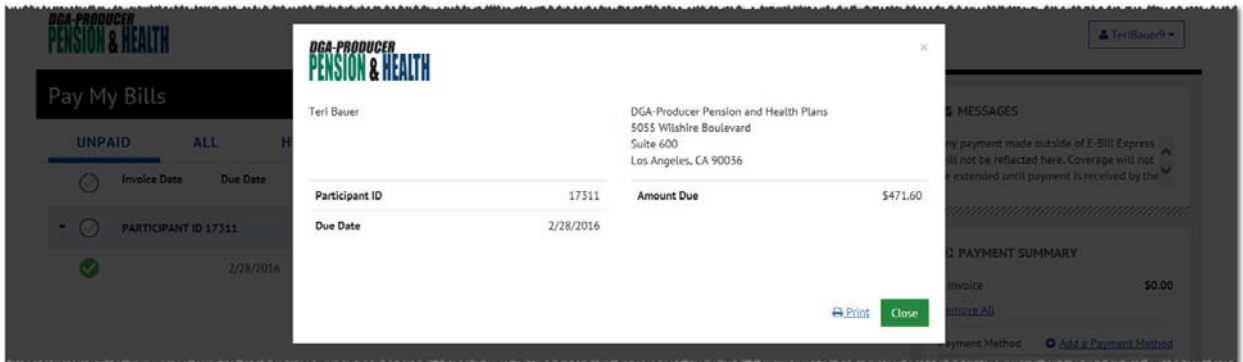 DGA-PRODUCER
PENSION & HEALTH
TeriBauer9
Pay My Bills
UNPAID ALL H
Invoice Date Due Date
PARTICIPANT ID 17311
2/28/2016
DGA-PRODUCER
PENSION & HEALTH
×
Teri Bauer
DGA-Producer Pension and Health Plans
5055 Wilshire Boulevard
Suite 600
Los Angeles, CA 90036
Participant ID 17311
Amount Due $471.60
Due Date 2/28/2016
Print Close
MESSAGES
ny payment made outside of E-Bill Express
ill not be reflected here. Coverage will not
e extended until payment is received by the
PAYMENT SUMMARY
Invoice $0.00
emove All
ayment Method Add a Payment Method